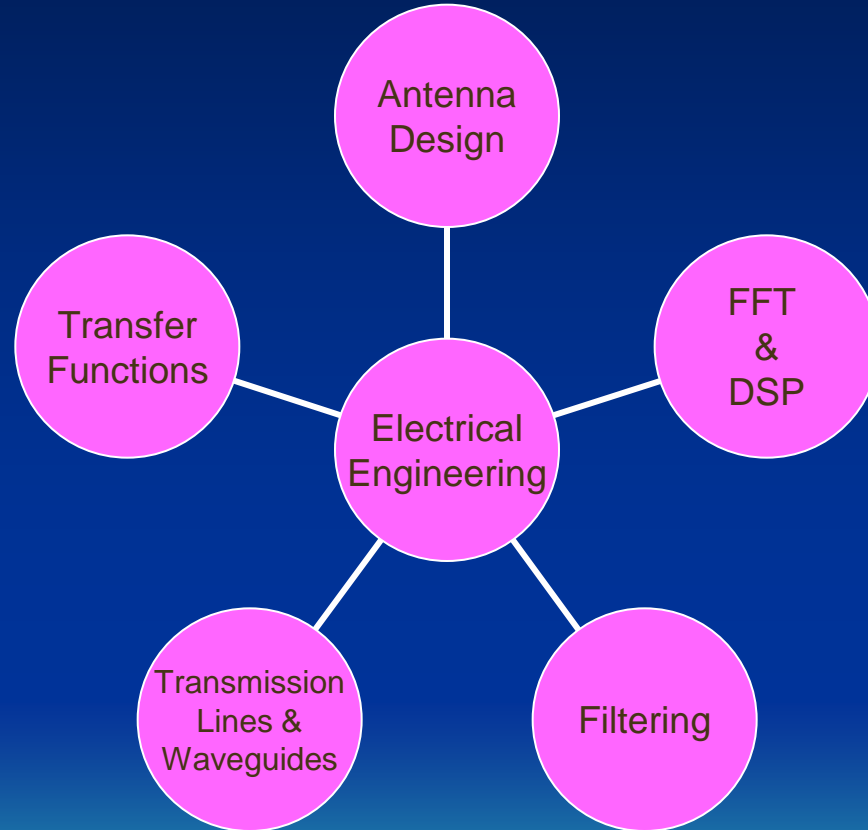 Antenna
Design
FFT
&
DSP
Transfer
Functions
Electrical
Engineering
Transmission
Lines &
Waveguides
Filtering